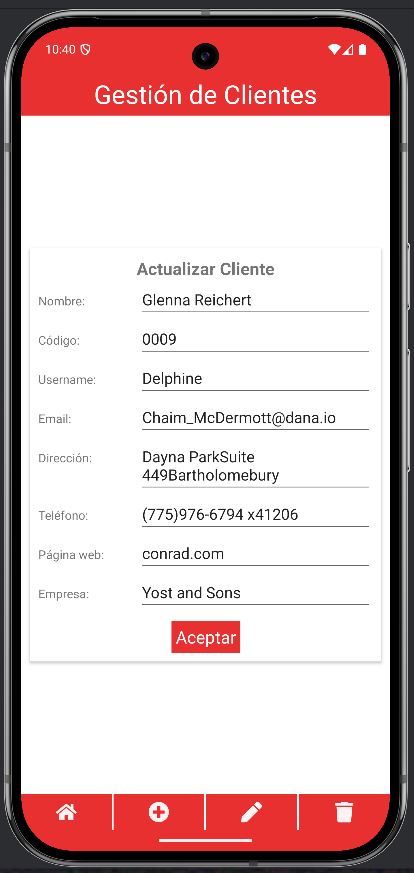 10:40
Gestión de Clientes
Actualizar Cliente
Nombre: Glenna Reichert
Código: 0009
Username: Delphine
Email: Chaim_McDermott@dana.io
Dirección: Dayna ParkSuite
449Bartholomebury
Teléfono: (775)976-6794 x41206
Página web: conrad.com
Empresa: Yost and Sons
Aceptar